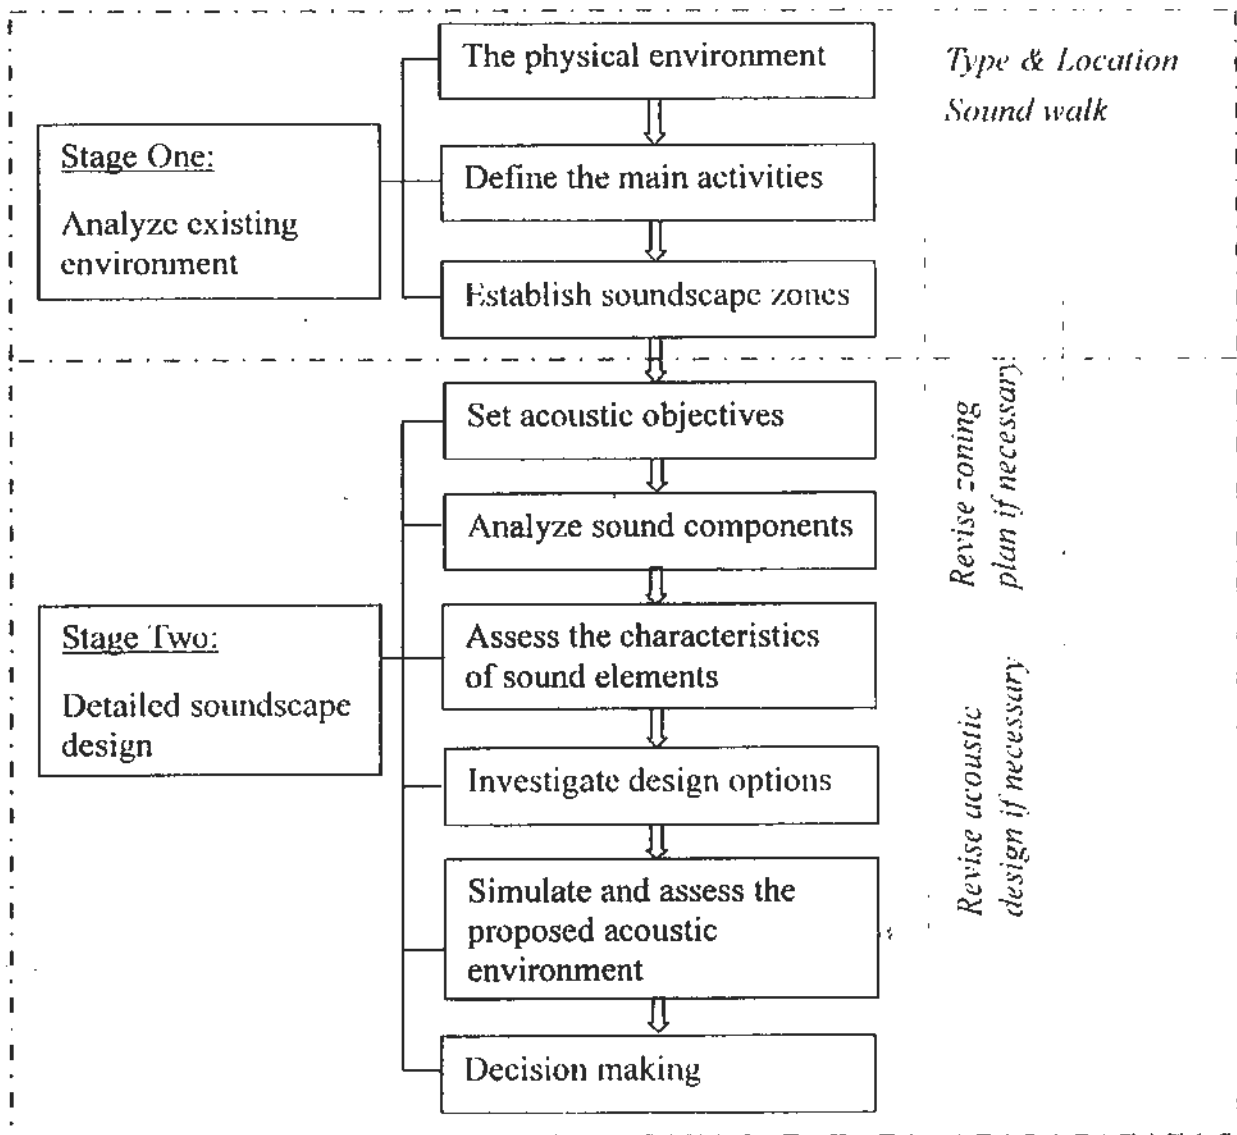 The physical environment
Type & Location
Sound walk
Stage One:
Analyze existing
environment
Define the main activities
Establish soundscape zones
Set acoustic objectives
Analyze sound components
Revise zoning
plan if necessary
Stage Two:
Detailed soundscape
design
Assess the characteristics
of sound elements
Investigate design options
Simulate and assess the
proposed acoustic
environment
Revise acoustic
design if necessary
Decision making